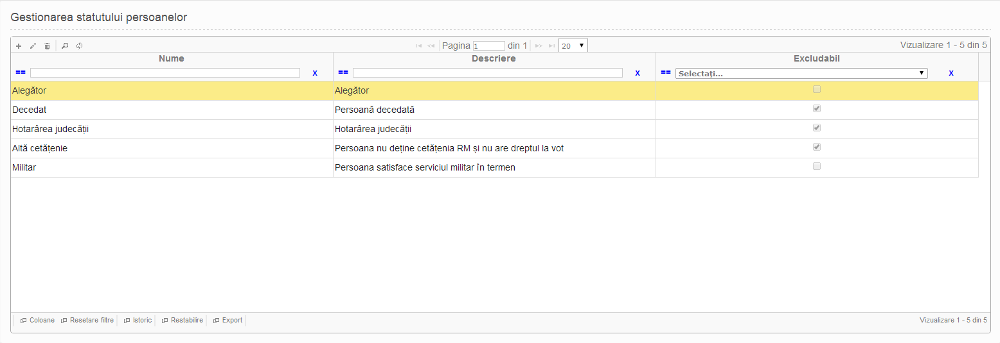 Gestionarea statutului persoanelor
Pagina 1 din 1 20 Vizualizare 1 - 5 din 5
Nume Descriere Excludabil
== x == x == Selectați... x
Alegător Alegător
Decedat Persoană decedată
Hotarârea judecății Hotarârea judecății
Altă cetățenie Persoana nu deține cetățenia RM și nu are dreptul la vot
Militar Persoana satisface serviciul militar în termen
Coloane Resetare filtre Istoric Restabilire Export Vizualizare 1 - 5 din 5